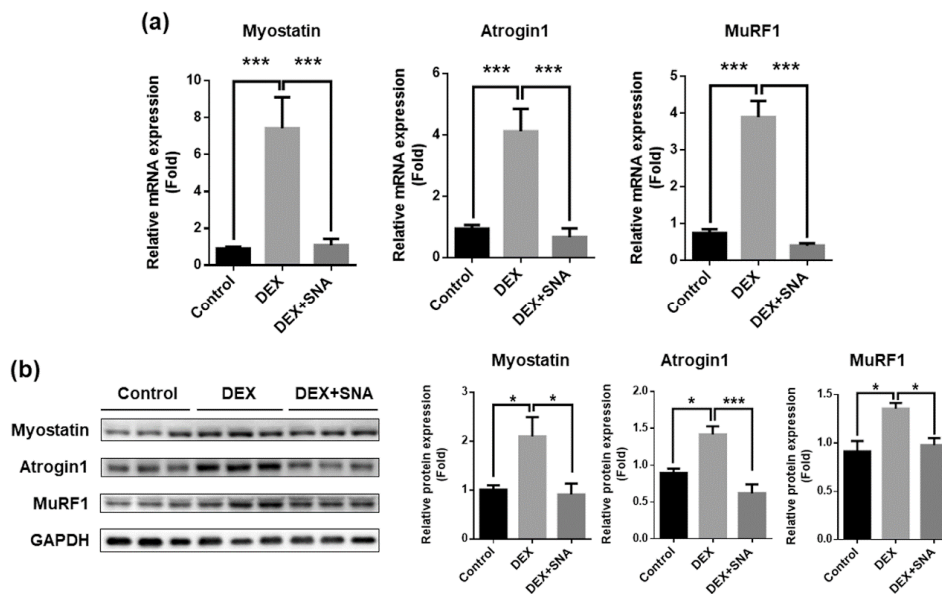 (a)
Myostatin
***
***
Relative mRNA expression
(Fold)
10
8
6
4
2
0
Control
DEX
DEX+SNA
Atrogin1
***
***
Relative mRNA expression
(Fold)
6
4
2
0
Control
DEX
DEX+SNA
MuRF1
***
***
Relative mRNA expression
(Fold)
5
4
3
2
1
0
Control
DEX
DEX+SNA
(b)
Control DEX DEX+SNA
Myostatin
Atrogin1
MuRF1
GAPDH
Myostatin
*
*
Relative protein expression
(Fold)
3
2
1
0
Control
DEX
DEX+SNA
Atrogin1
*
***
Relative protein expression
(Fold)
2.0
1.5
1.0
0.5
0.0
Control
DEX
DEX+SNA
MuRF1
*
*
Relative protein expression
(Fold)
1.5
1.0
0.5
Control
DEX
DEX+SNA